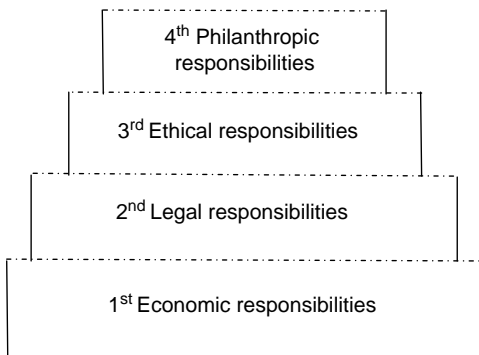 4th Philanthropic
responsibilities
3rd Ethical responsibilities
2nd Legal responsibilities
1st Economic responsibilities